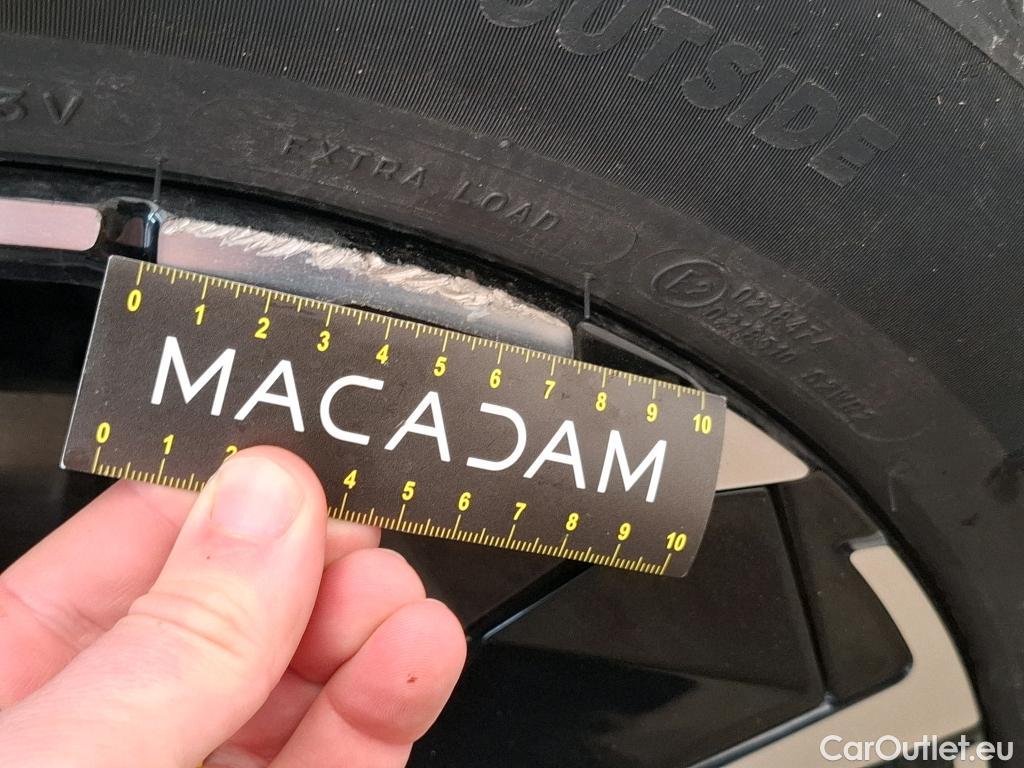 OUTSIDE
3 V
EXTRA LOAD
E2
0 1 2 3 4 5 6 7 8 9 10
MACADAM
0 1 2 4 5 6 7 8 9 10
CarOutlet.eu